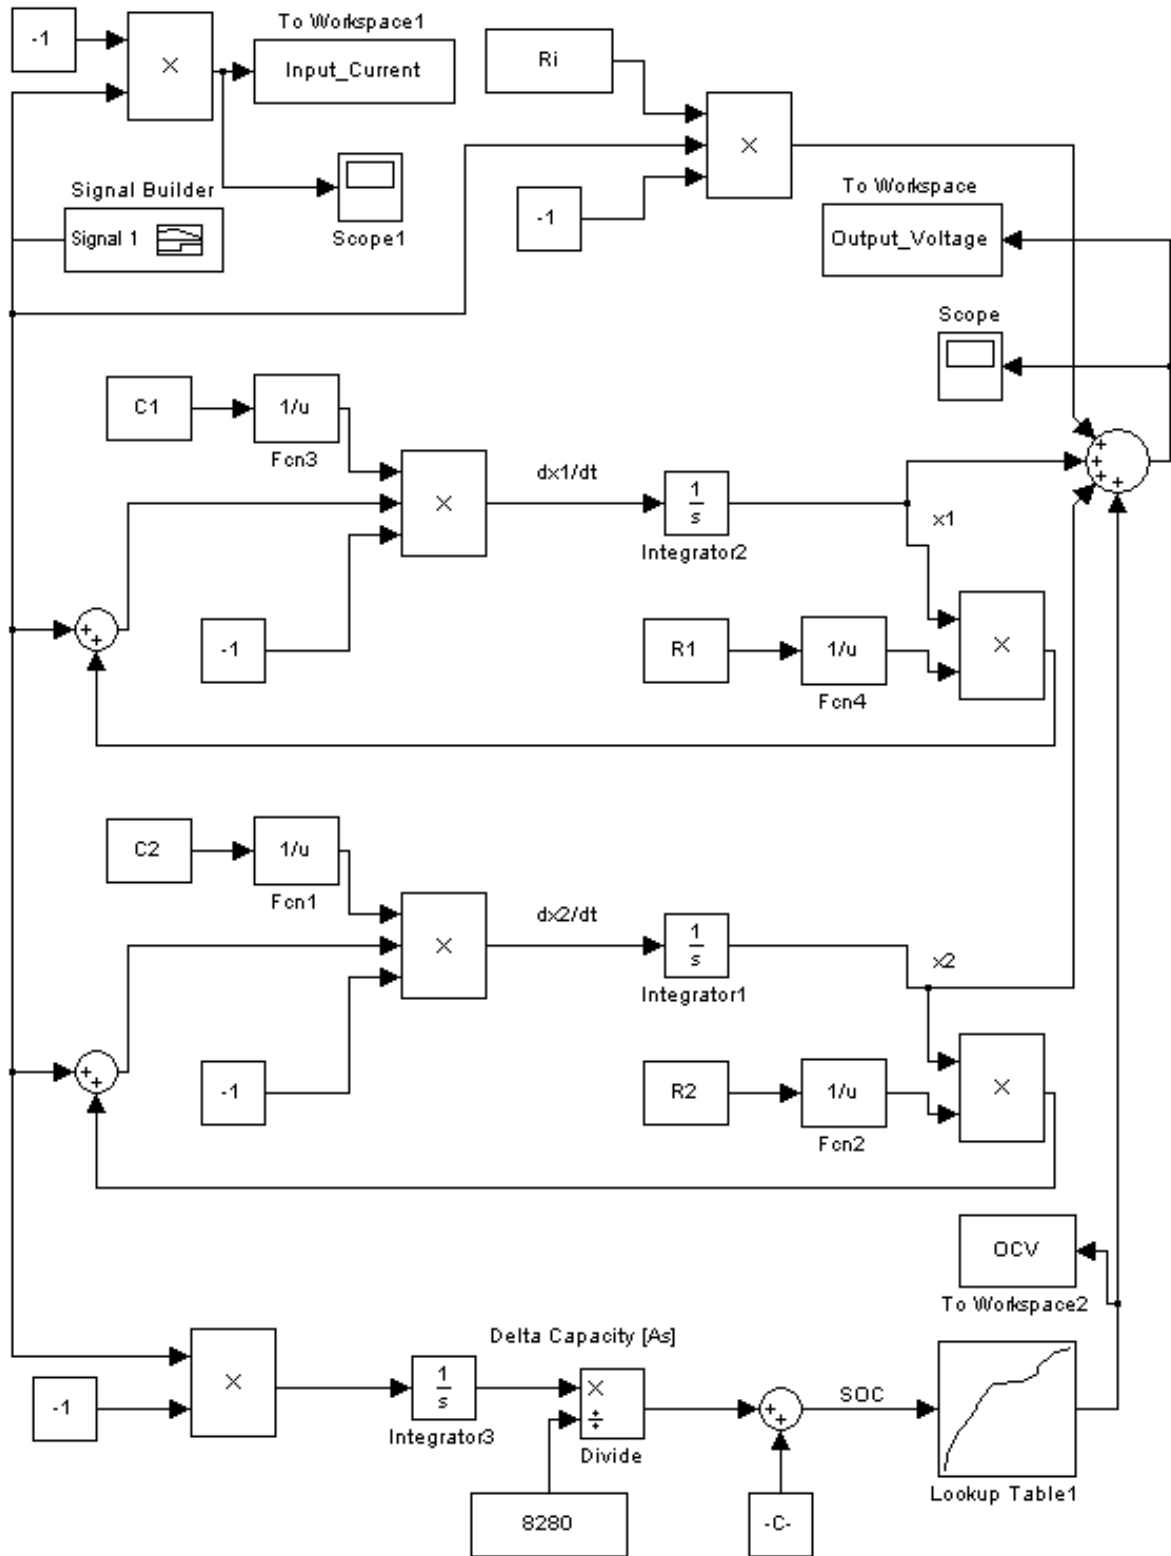 To Workspace1
-1
×
Input_Current
Ri
×
Signal Builder
Signal 1
Scope1
-1
To Workspace
Output_Voltage
Scope
C1
1/u
Fcn3
×
dx1/dt
1
s
Integrator2
x1
+
+
+
+
+
+
-1
R1
1/u
Fcn4
×
C2
1/u
Fcn1
×
dx2/dt
1
s
Integrator1
x2
+
+
-1
R2
1/u
Fcn2
×
OCV
To Workspace2
×
-1
Delta Capacity [As]
1
s
Integrator3
×
÷
Divide
+
+
SOC
Lookup Table1
8280
-C-